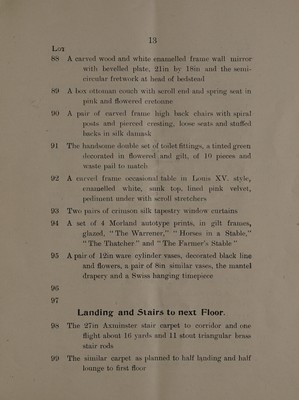 13
Lot
88 A carved wood and white enamelled frame wall mirror
with bevelled plate, 21in by 18in and the semi-
circular fretwork at head of bedstead
89 A box ottoman couch with scroll end and spring seat in
pink and flowered cretonne
90 A pair of carved frame high back chairs with spiral
posts and pierced cresting, loose seats and stuffed
backs in silk damask
91 The handsome double set of toilet fittings, a tinted green
decorated in flowered and gilt, of 10 pieces and
waste pail to match
92 A carved frame occasional table in Louis XV. style,
enamelled white, sunk top, lined pink velvet,
pediment under with scroll stretchers
93 Two pairs of crimson silk tapestry window curtains
94 A set of 4 Morland autotype prints, in gilt frames,
glazed, "The Warrener," "Horses in a Stable,"
"The Thatcher" and "The Farmer's Stable"
95 A pair of 12in ware cylinder vases, decorated black line
and flowers, a pair of 8in similar vases, the mantel
drapery and a Swiss hanging timepiece
96
97
Landing and Stairs to next Floor.
98 The 27in Axminster stair carpet to corridor and one
flight about 16 yards and 11 stout triangular brass
stair rods
99 The similar carpet as planned to half landing and half
lounge to first floor